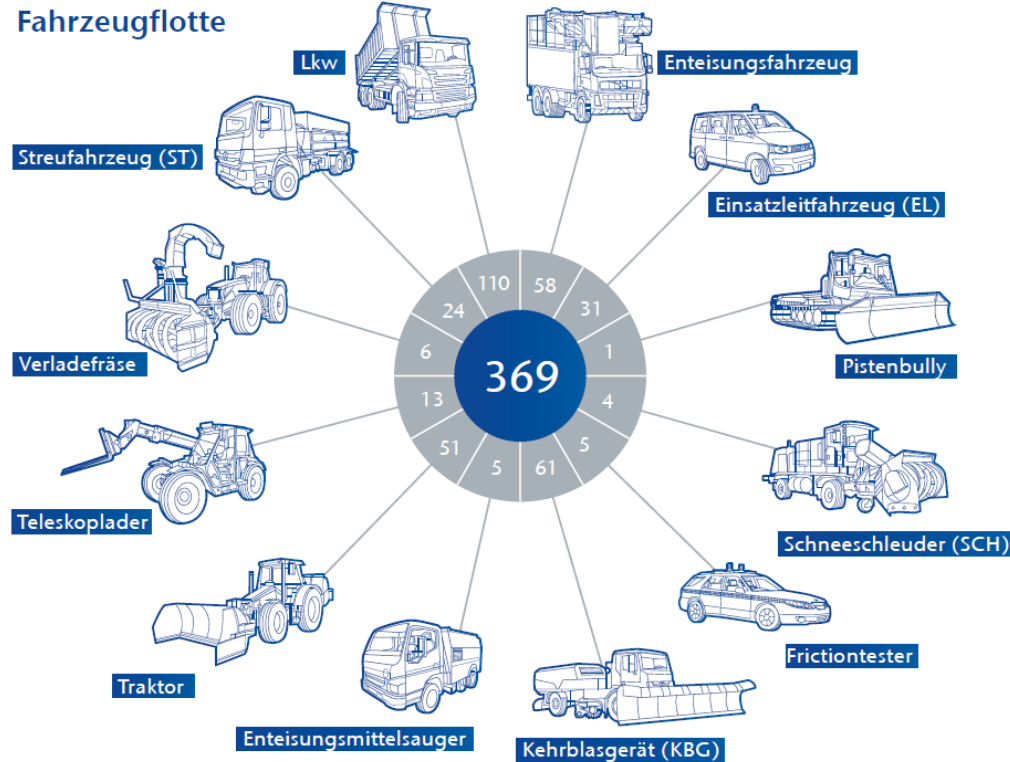 Fahrzeugflotte
Lkw
Enteisungsfahrzeug
Streufahrzeug (ST)
Einsatzleitfahrzeug (EL)
110
58
24
31
6
1
369
Verladefräse
Pistenbully
13
4
51
5
5
61
Teleskoplader
Schneeschleuder (SCH)
Frictiontester
Traktor
Enteisungsmittelsauger
Kehrblasgerät (KBG)